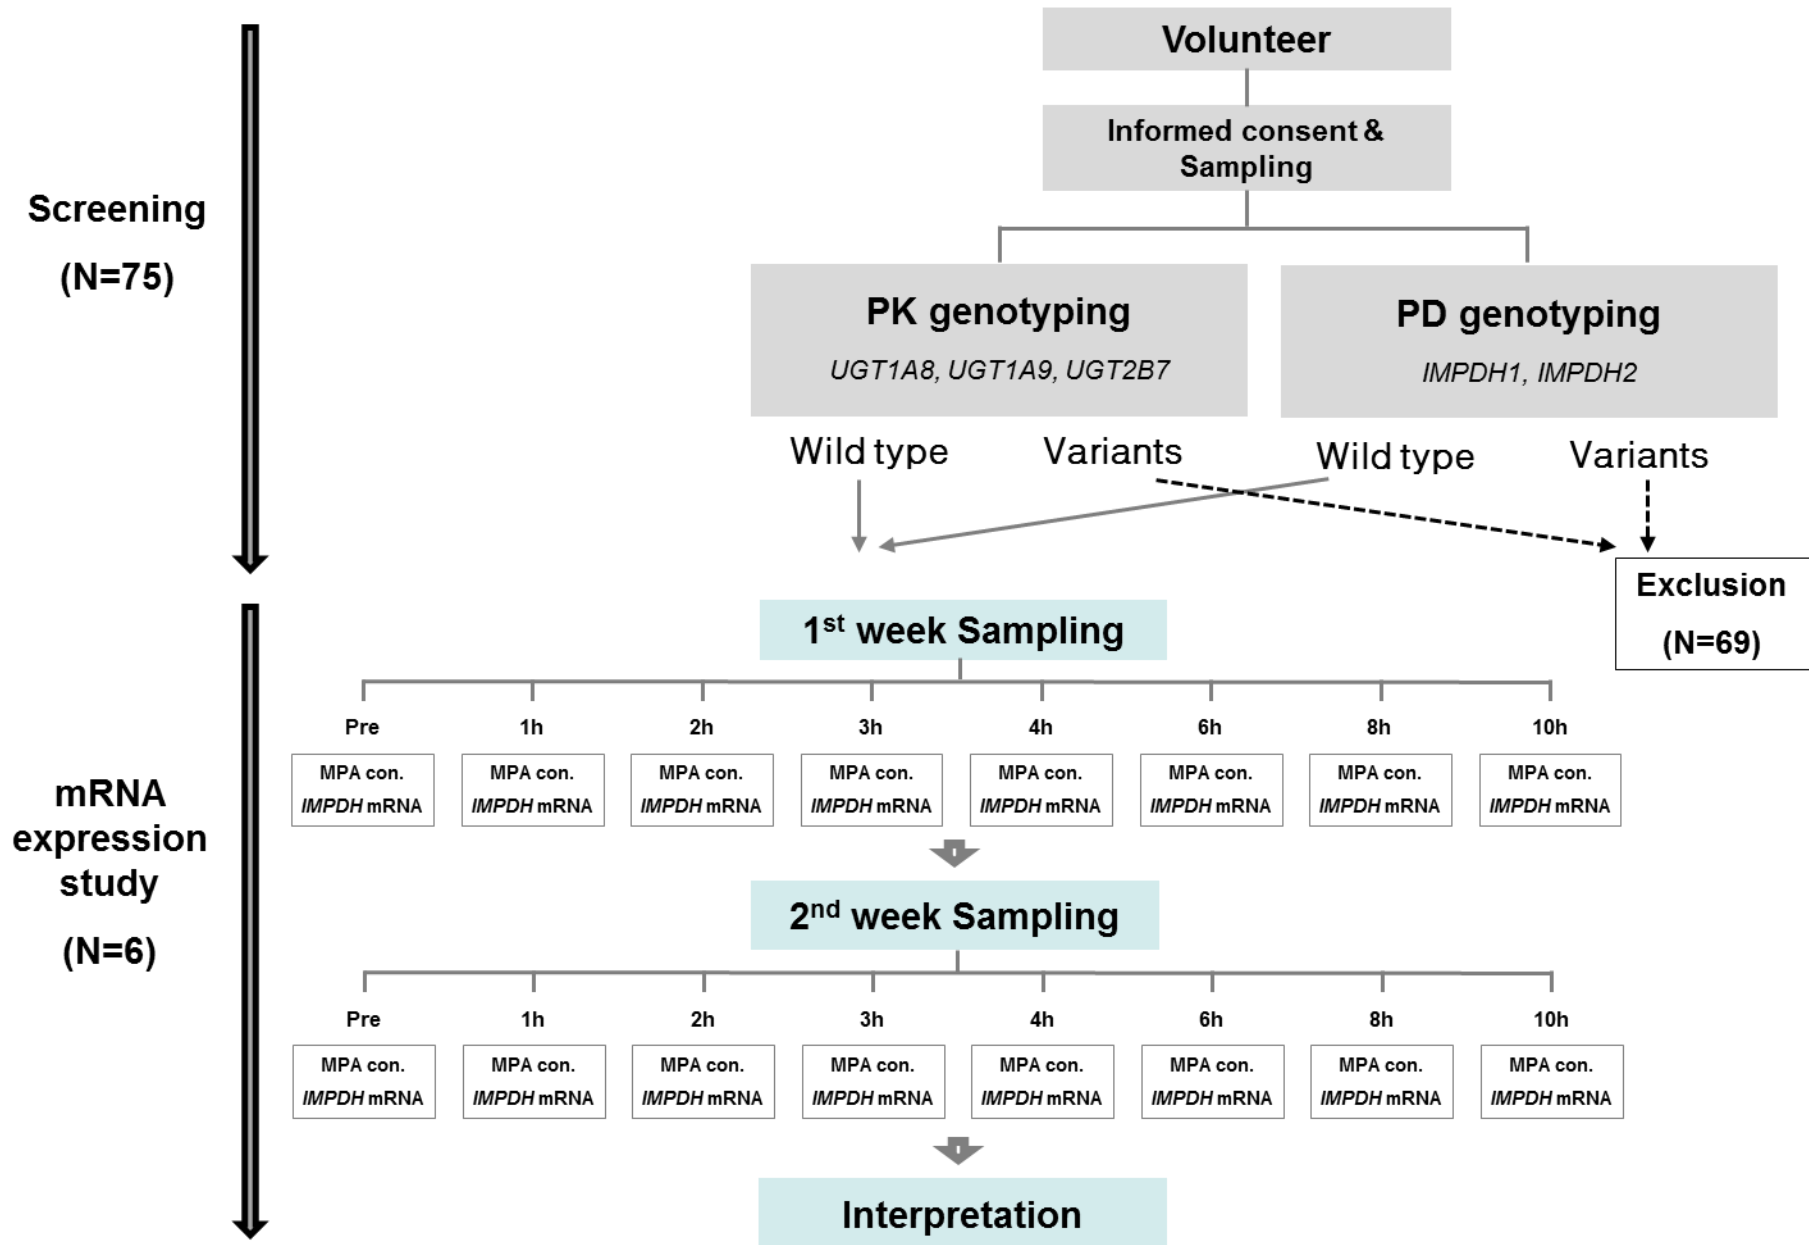 Volunteer
Informed consent &
Sampling
Screening
(N=75)
PK genotyping
UGT1A8, UGT1A9, UGT2B7
PD genotyping
IMPDH1, IMPDH2
Wild type
Variants
Wild type
Variants
Exclusion
(N=69)
mRNA
expression
study
(N=6)
1st week Sampling
Pre
1h
2h
3h
4h
6h
8h
10h
MPA con.
IMPDH mRNA
MPA con.
IMPDH mRNA
MPA con.
IMPDH mRNA
MPA con.
IMPDH mRNA
MPA con.
IMPDH mRNA
MPA con.
IMPDH mRNA
MPA con.
IMPDH mRNA
MPA con.
IMPDH mRNA
2nd week Sampling
Pre
1h
2h
3h
4h
6h
8h
10h
MPA con.
IMPDH mRNA
MPA con.
IMPDH mRNA
MPA con.
IMPDH mRNA
MPA con.
IMPDH mRNA
MPA con.
IMPDH mRNA
MPA con.
IMPDH mRNA
MPA con.
IMPDH mRNA
MPA con.
IMPDH mRNA
Interpretation